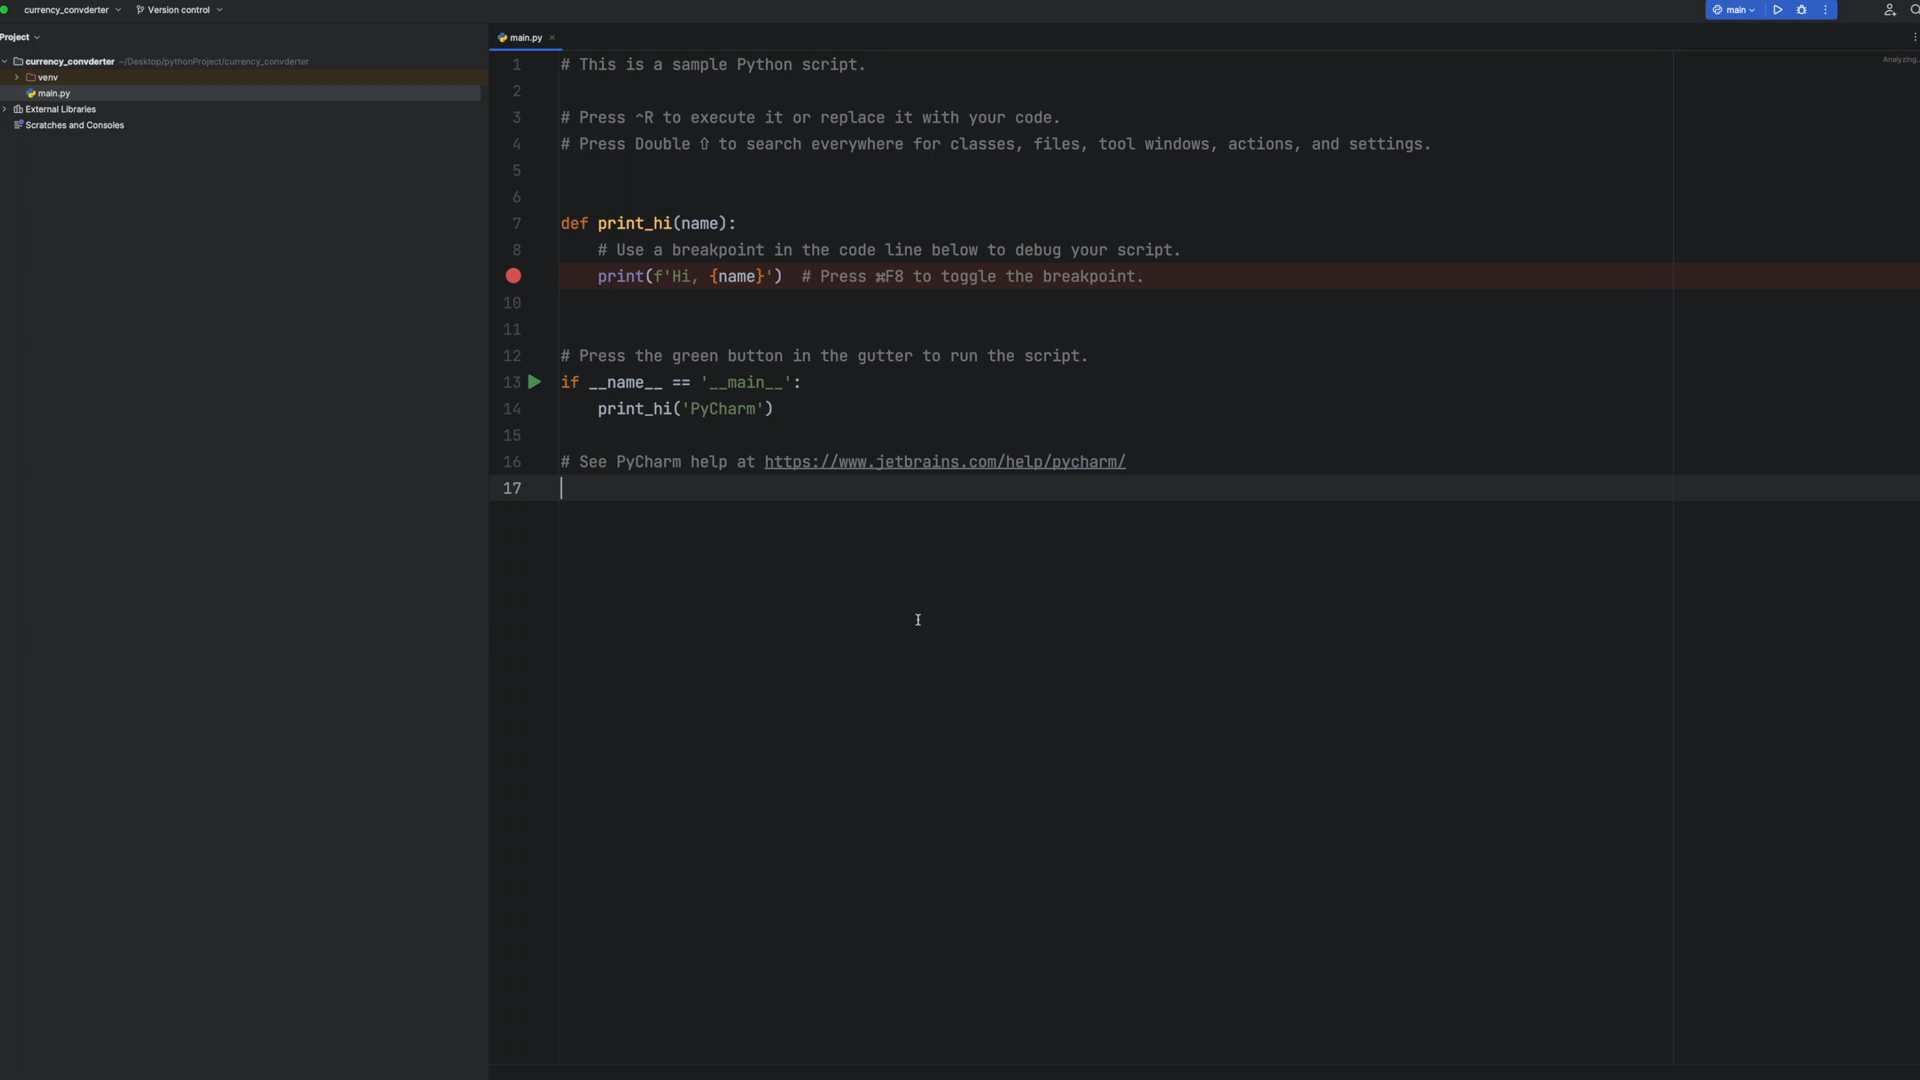 currency_convderter
Version control
main
Project
main.py
Analyzing...
currency_convderter ~/Desktop/pythonProject/currency_convderter
venv
main.py
External Libraries
Scratches and Consoles
1 # This is a sample Python script.
2
3 # Press ⌃R to execute it or replace it with your code.
4 # Press Double ⇧ to search everywhere for classes, files, tool windows, actions, and settings.
5
6
7 def print_hi(name):
8     # Use a breakpoint in the code line below to debug your script.
    print(f'Hi, {name}')  # Press ⌘F8 to toggle the breakpoint.
10
11
12 # Press the green button in the gutter to run the script.
13 if __name__ == '__main__':
14     print_hi('PyCharm')
15
16 # See PyCharm help at https://www.jetbrains.com/help/pycharm/
17